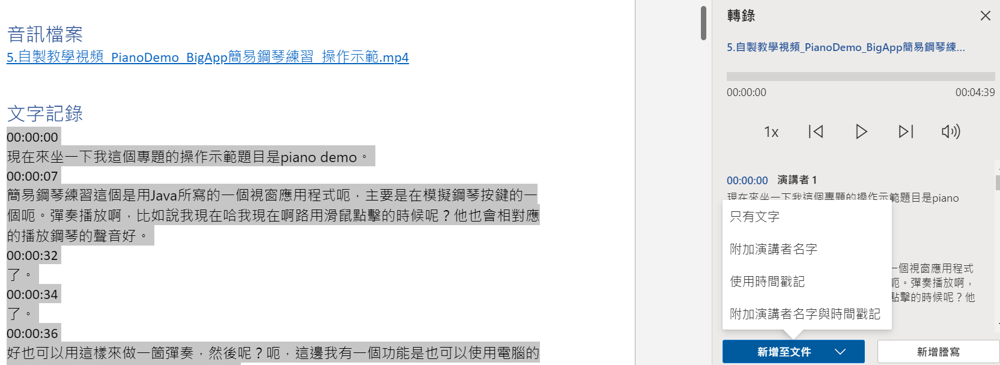 音訊檔案
5.自製教學視頻_PianoDemo_BigApp簡易鋼琴練習_操作示範.mp4
文字記錄
00:00:00
現在來坐一下我這個專題的操作示範題目是piano demo。
00:00:07
簡易鋼琴練習這個是用Java所寫的一個視窗應用程式呃，主要是在模擬鋼琴按鍵的一
個呃。彈奏播放啊，比如說我現在哈我現在啊路用滑鼠點擊的時候呢？他也會相對應
的播放鋼琴的聲音好。
00:00:32
了。
00:00:34
了。
00:00:36
好也可以用這樣來做一箇彈奏，然後呢？呃，這邊我有一個功能是也可以使用電腦的
轉錄
5.自製教學視頻_PianoDemo_BigApp簡易鋼琴練...
00:00:00
00:04:39
1x
00:00:00 演講者 1
現在來坐一下我這個專題的操作示範題目是piano
只有文字
附加演講者名字
使用時間戳記
附加演講者名字與時間戳記
一個視窗應用程式
呃。彈奏播放啊，
點擊的時候呢？他
新增至文件
新增謄寫